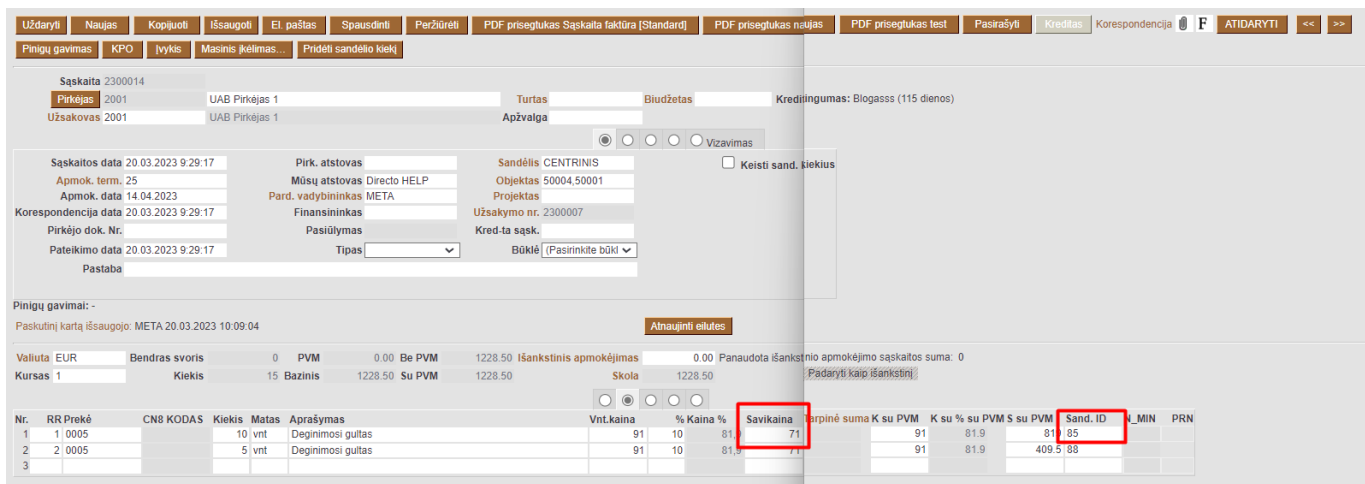 Uždaryti Naujas Kopijuoti Išsaugoti El. paštas Spausdinti Peržiūrėti PDF prisegtukas Sąskaita faktūra [Standard] PDF prisegtukas naujas PDF prisegtukas test Pasirašyti Kreditas Korespondencija F ATIDARYTI << >>
Pinigų gavimas KPO Įvykis Masinis įkėlimas... Pridėti sandėlio kiekį
Sąskaita 2300014
Pirkėjas 2001 UAB Pirkėjas 1 Turtas Biudžetas Kreditingumas: Blogasss (115 dienos)
Užsakovas 2001 UAB Pirkėjas 1 Apžvalga
Vizavimas
Sąskaitos data 20.03.2023 9:29:17 Pirk. atstovas Sandėlis CENTRINIS Keisti sand. kiekius
Apmok. term. 25 Mūsų atstovas Directo HELP Objektas 50004,50001
Apmok. data 14.04.2023 Pard. vadybininkas META Projektas
Korespondencija data 20.03.2023 9:29:17 Finansininkas Užsakymo nr. 2300007
Pirkėjo dok. Nr. Pasiūlymas Kred-ta sąsk.
Pateikimo data 20.03.2023 9:29:17 Tipas Būklė (Pasirinkite būkl
Pastaba
Pinigų gavimai: -
Paskutinį kartą išsaugojo: META 20.03.2023 10:09:04 Atnaujinti eilutes
Valiuta EUR Bendras svoris 0 PVM 0.00 Be PVM 1228.50 Išankstinis apmokėjimas 0.00 Panaudota išankstinio apmokėjimo sąskaitos suma: 0
Kursas 1 Kiekis 15 Bazinis 1228.50 Su PVM 1228.50 Skola 1228.50 Padaryti kaip išankstinį
Nr. RR Prekė CN8 KODAS Kiekis Matas Aprašymas Vnt.kaina % Kaina % Savikaina Tarpinė suma K su PVM K su % su PVM S su PVM Sand. ID N_MIN PRN
1 1 0005 10 vnt Deginimosi gultas 91 10 81,9 71 91 81.9 819 85
2 2 0005 5 vnt Deginimosi gultas 91 10 81,9 71 91 81.9 409.5 88
3